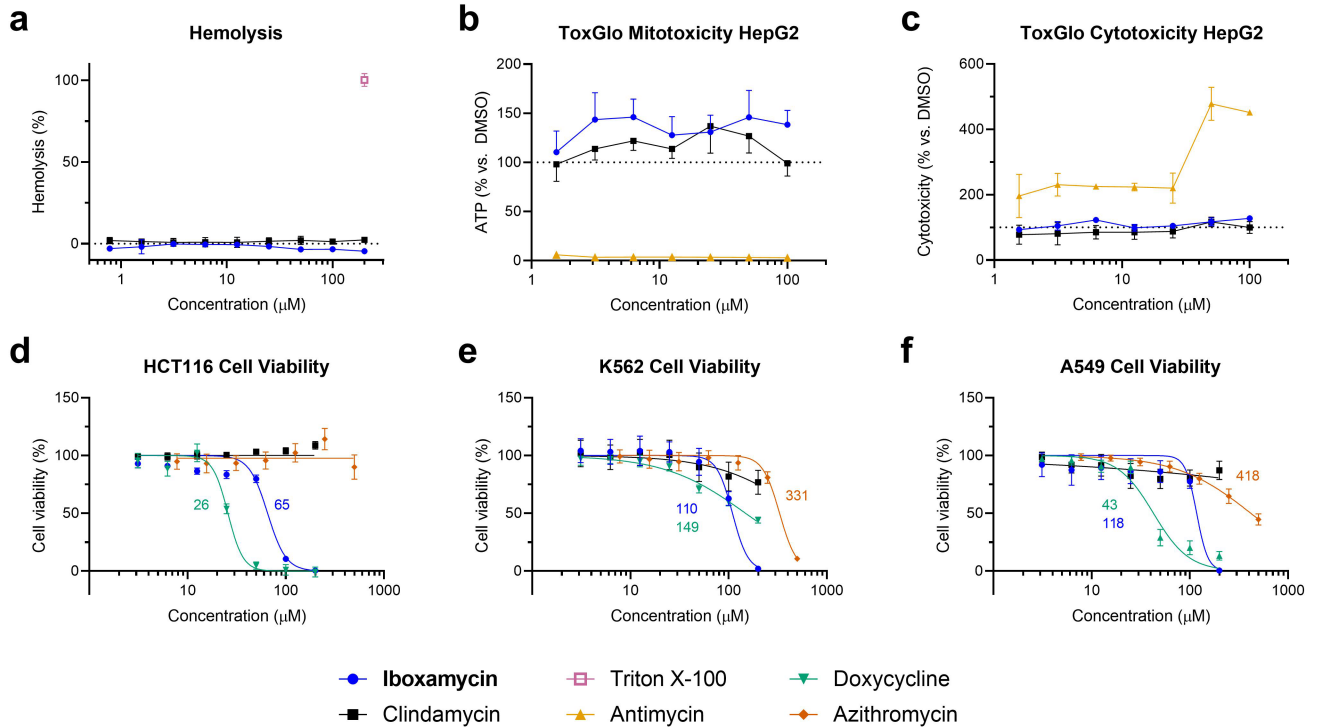 a
Hemolysis
Hemolysis (%)
100
50
0
1
10
100
Concentration (μM)
b
ToxGlo Mitotoxicity HepG2
ATP (% vs. DMSO)
200
150
100
50
0
1
10
100
Concentration (μM)
c
ToxGlo Cytotoxicity HepG2
Cytotoxicity (% vs. DMSO)
600
400
200
0
1
10
100
Concentration (μM)
d
HCT116 Cell Viability
Cell viability (%)
150
100
50
0
26
65
10
100
1000
Concentration (μM)
e
K562 Cell Viability
Cell viability (%)
150
100
50
0
110
149
331
10
100
1000
Concentration (μM)
f
A549 Cell Viability
Cell viability (%)
150
100
50
0
43
118
418
10
100
1000
Concentration (μM)
Iboxamycin
Triton X-100
Doxycycline
Clindamycin
Antimycin
Azithromycin